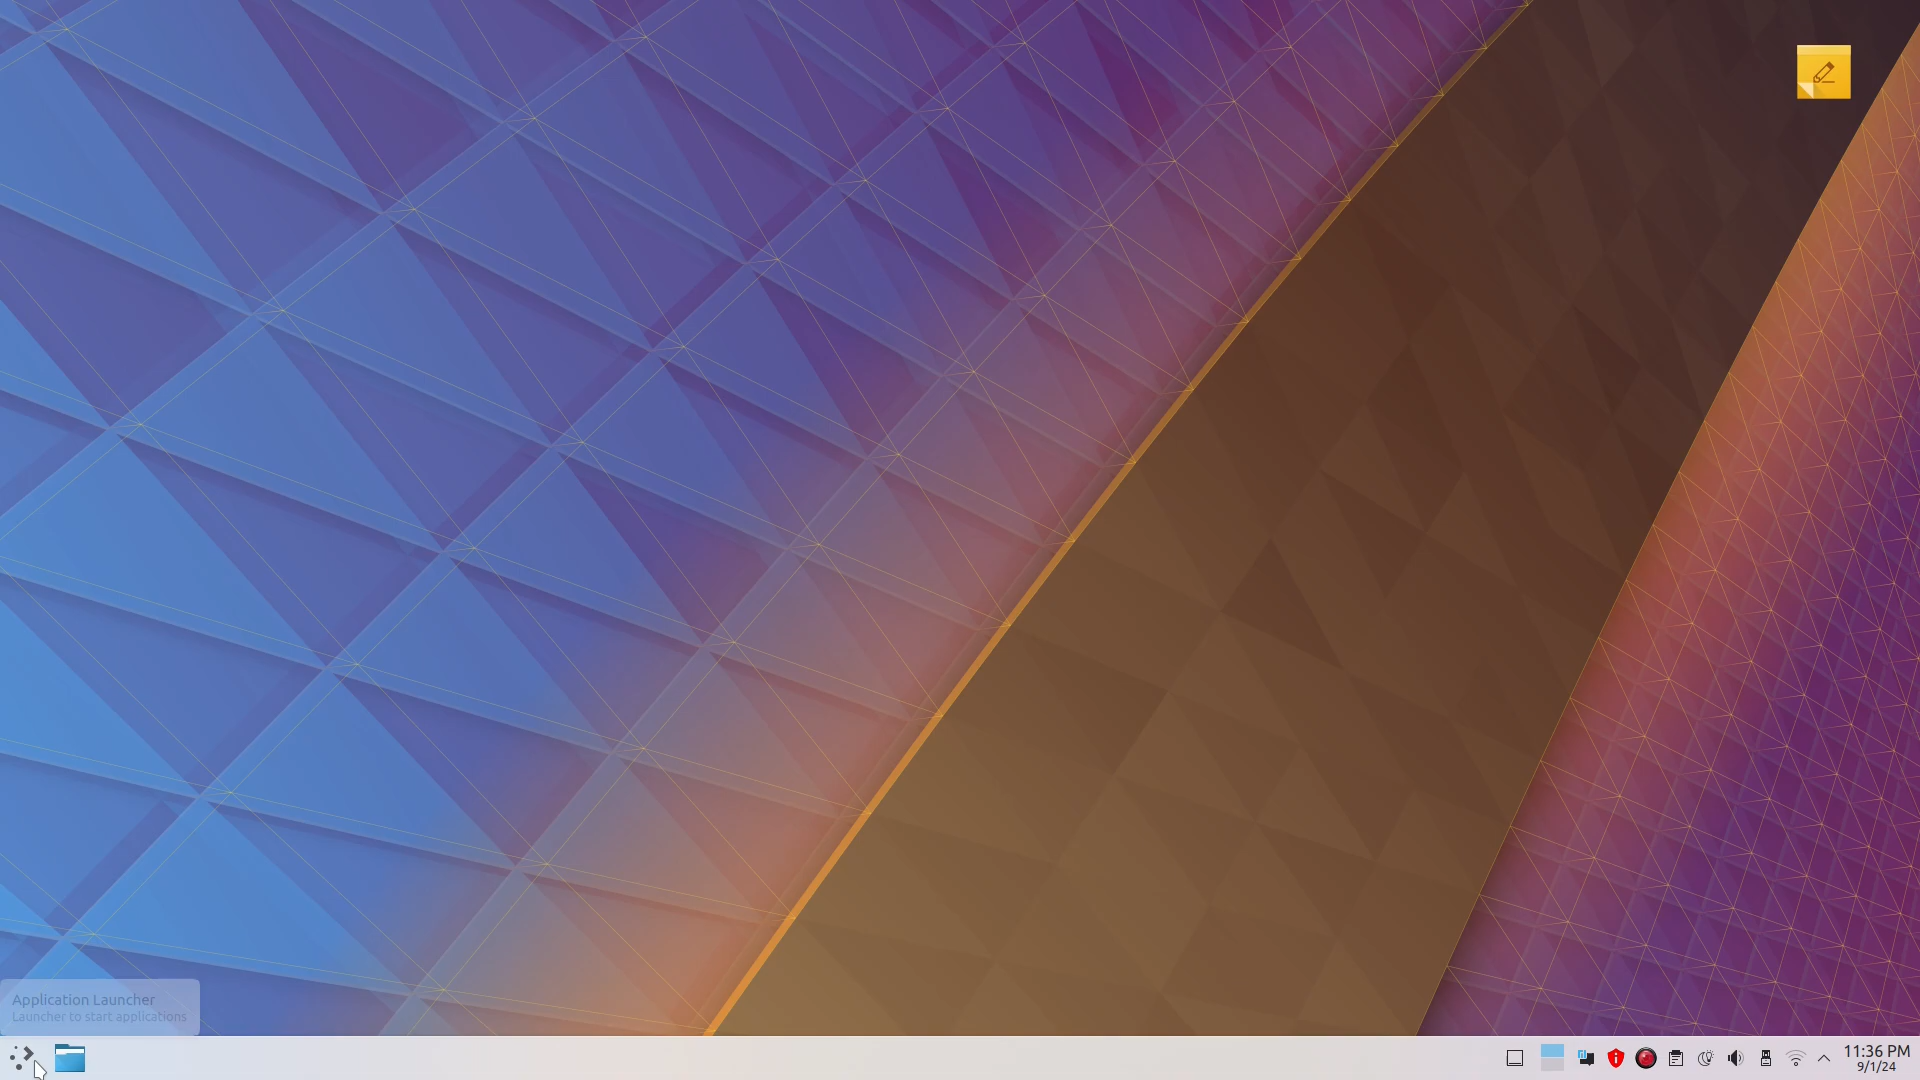 Application Launcher
Launcher to start applications
11:36 PM
9/1/24